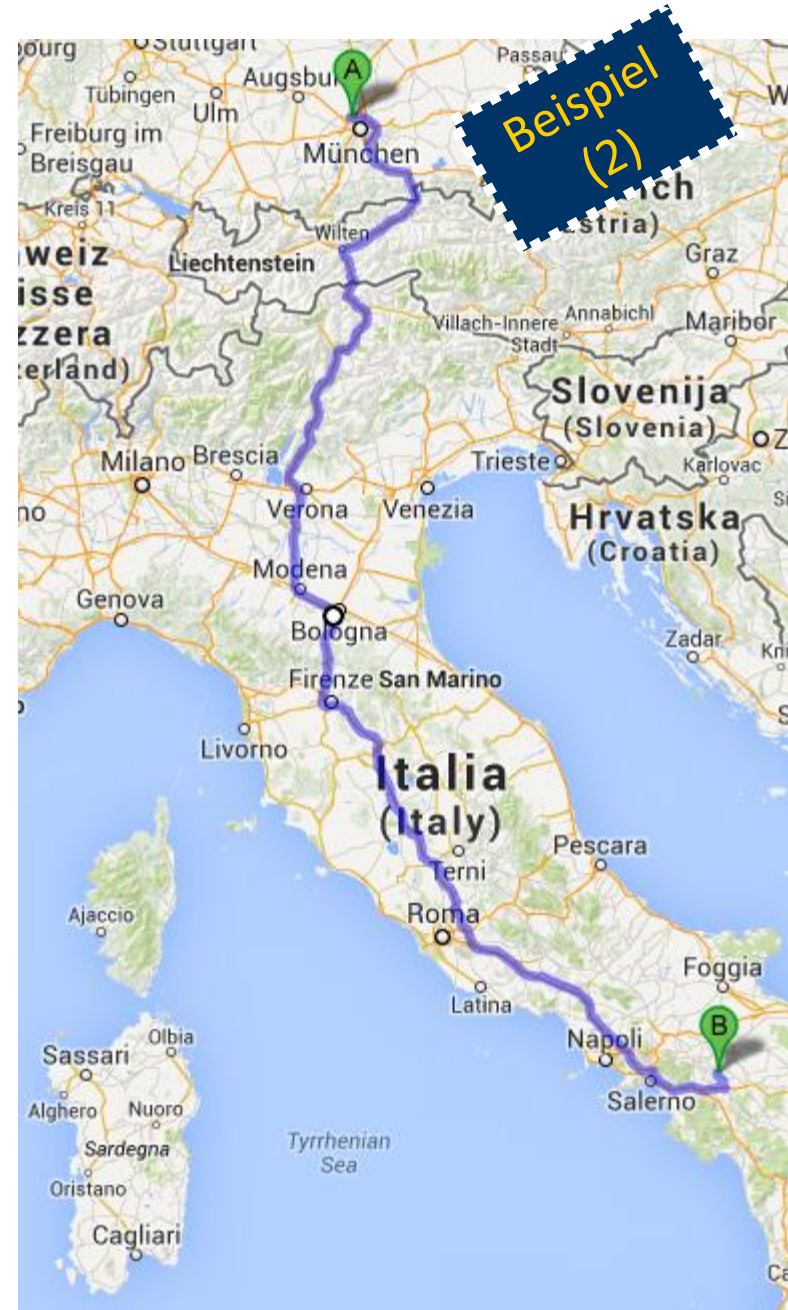 Stuttgart
Passau
Beispiel
(2)
A
Tübingen
Ulm
Freiburg im
Breisgau
München
Kreis 11
Wilten
Liechtenstein
Graz
Villach-Innere
Stadt
Annabichl
Maribor
Slovenija
(Slovenia)
Milano
Brescia
Trieste
Karlovac
Verona
Venezia
Hrvatska
(Croatia)
Modena
Genova
Bologna
Zadar
Firenze
San Marino
Livorno
Italia
(Italy)
Pescara
Terni
Ajaccio
Roma
Foggia
Latina
B
Napoli
Olbia
Sassari
Salerno
Alghero
Nuoro
Sardegna
Tyrrhenian
Sea
Oristano
Cagliari